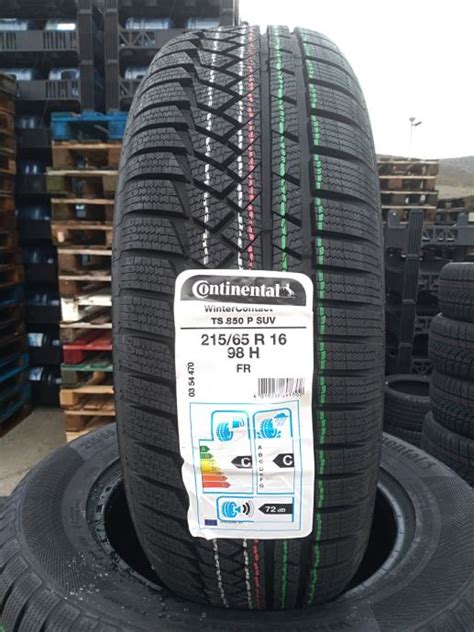 Continental
WinterContact
TS 850 P SUV
215/65 R 16
98 H
FR
03 54 470
A
B
C
E
F
G
C
C
72 dB